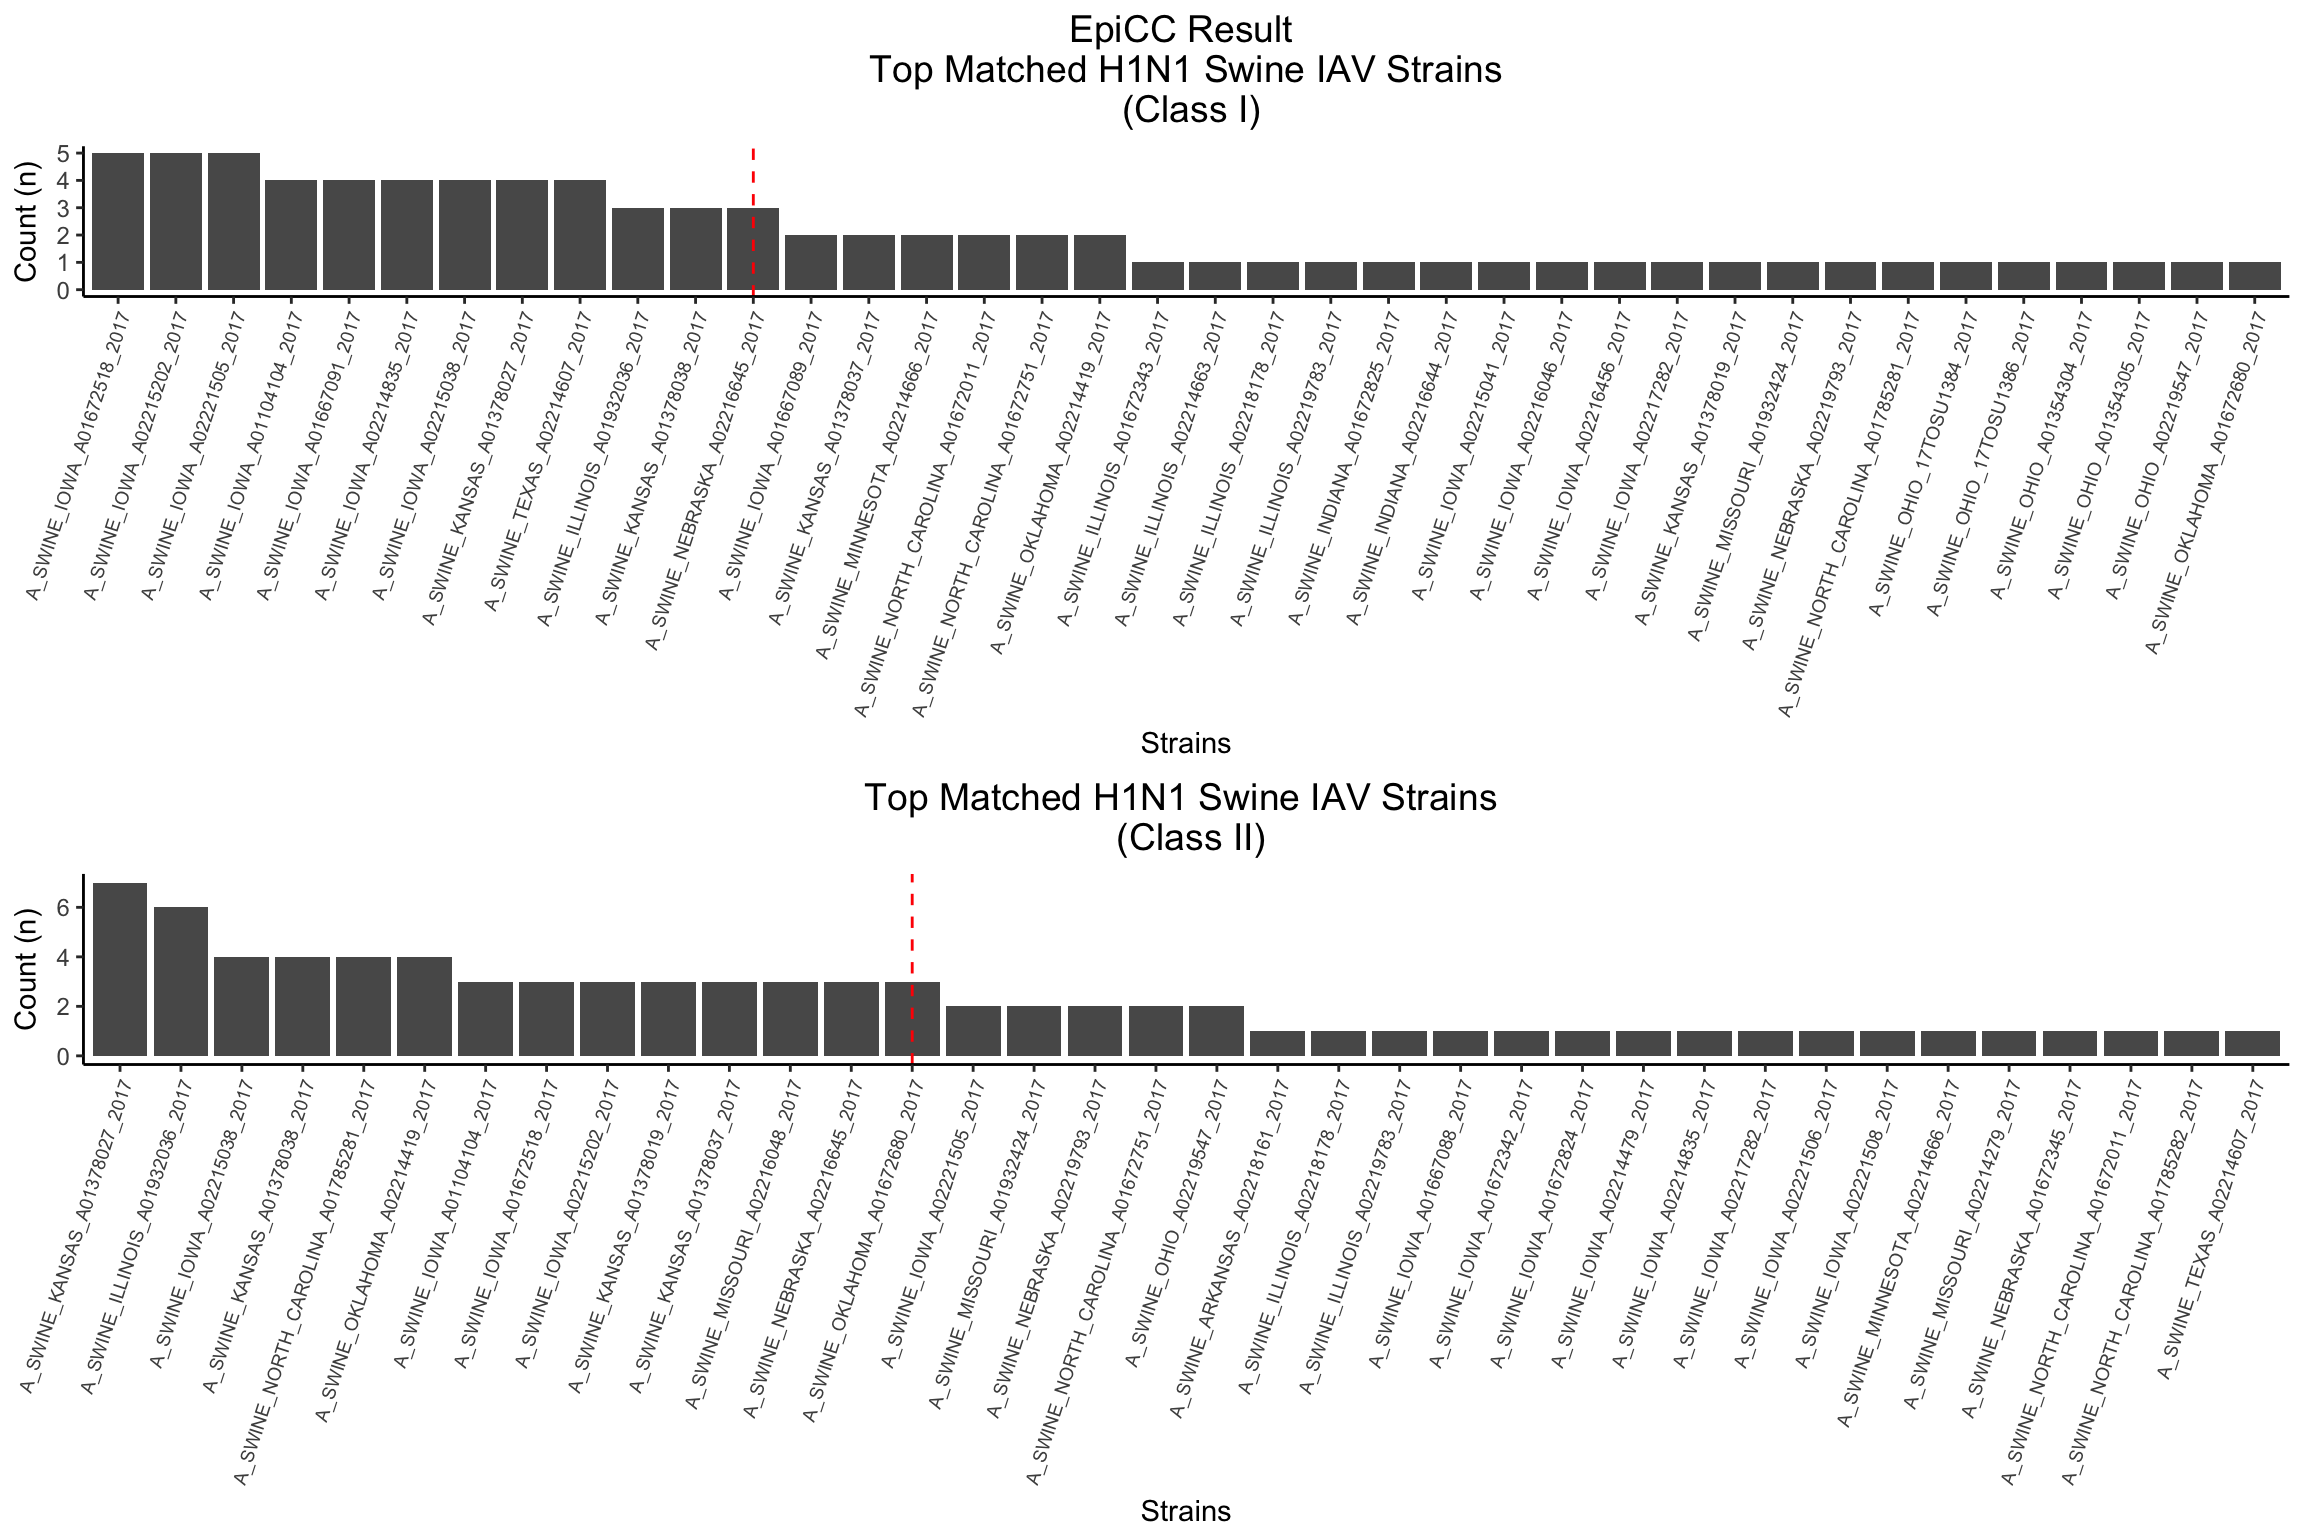 EpiCC Result
Top Matched H1N1 Swine IAV Strains
(Class I)
Count (n)
5
4
3
2
1
0
A_SWINE_IOWA_A01672518_2017
A_SWINE_IOWA_A02215202_2017
A_SWINE_IOWA_A02221505_2017
A_SWINE_IOWA_A01104104_2017
A_SWINE_IOWA_A01667091_2017
A_SWINE_IOWA_A02214835_2017
A_SWINE_IOWA_A02215038_2017
A_SWINE_KANSAS_A01378027_2017
A_SWINE_TEXAS_A02214607_2017
A_SWINE_ILLINOIS_A01932036_2017
A_SWINE_KANSAS_A01378038_2017
A_SWINE_NEBRASKA_A02216645_2017
A_SWINE_IOWA_A01667089_2017
A_SWINE_KANSAS_A01378037_2017
A_SWINE_MINNESOTA_A02214666_2017
A_SWINE_NORTH_CAROLINA_A01672011_2017
A_SWINE_NORTH_CAROLINA_A01672751_2017
A_SWINE_OKLAHOMA_A02214419_2017
A_SWINE_ILLINOIS_A01672343_2017
A_SWINE_ILLINOIS_A02214663_2017
A_SWINE_ILLINOIS_A02218178_2017
A_SWINE_ILLINOIS_A02219783_2017
A_SWINE_INDIANA_A01672825_2017
A_SWINE_INDIANA_A02216644_2017
A_SWINE_IOWA_A02215041_2017
A_SWINE_IOWA_A02216046_2017
A_SWINE_IOWA_A02216456_2017
A_SWINE_IOWA_A02217282_2017
A_SWINE_KANSAS_A01378019_2017
A_SWINE_MISSOURI_A01932424_2017
A_SWINE_NEBRASKA_A02219793_2017
A_SWINE_NORTH_CAROLINA_A01785281_2017
A_SWINE_OHIO_17TOSU1384_2017
A_SWINE_OHIO_17TOSU1386_2017
A_SWINE_OHIO_A01354304_2017
A_SWINE_OHIO_A01354305_2017
A_SWINE_OHIO_A02219547_2017
A_SWINE_OKLAHOMA_A01672680_2017
Strains
Top Matched H1N1 Swine IAV Strains
(Class II)
Count (n)
6
4
2
0
A_SWINE_KANSAS_A01378027_2017
A_SWINE_ILLINOIS_A01932036_2017
A_SWINE_IOWA_A02215038_2017
A_SWINE_KANSAS_A01378038_2017
A_SWINE_NORTH_CAROLINA_A01785281_2017
A_SWINE_OKLAHOMA_A02214419_2017
A_SWINE_IOWA_A01104104_2017
A_SWINE_IOWA_A01672518_2017
A_SWINE_IOWA_A02215202_2017
A_SWINE_KANSAS_A01378019_2017
A_SWINE_KANSAS_A01378037_2017
A_SWINE_MISSOURI_A02216048_2017
A_SWINE_NEBRASKA_A02216645_2017
A_SWINE_OKLAHOMA_A01672680_2017
A_SWINE_IOWA_A02221505_2017
A_SWINE_MISSOURI_A01932424_2017
A_SWINE_NEBRASKA_A02219793_2017
A_SWINE_NORTH_CAROLINA_A01672751_2017
A_SWINE_OHIO_A02219547_2017
A_SWINE_ARKANSAS_A02218161_2017
A_SWINE_ILLINOIS_A02218178_2017
A_SWINE_ILLINOIS_A02219783_2017
A_SWINE_IOWA_A01667088_2017
A_SWINE_IOWA_A01672342_2017
A_SWINE_IOWA_A01672824_2017
A_SWINE_IOWA_A02214479_2017
A_SWINE_IOWA_A02214835_2017
A_SWINE_IOWA_A02217282_2017
A_SWINE_IOWA_A02221506_2017
A_SWINE_IOWA_A02221508_2017
A_SWINE_MINNESOTA_A02214666_2017
A_SWINE_MISSOURI_A02214279_2017
A_SWINE_NEBRASKA_A01672345_2017
A_SWINE_NORTH_CAROLINA_A01672011_2017
A_SWINE_NORTH_CAROLINA_A01785282_2017
A_SWINE_TEXAS_A02214607_2017
Strains